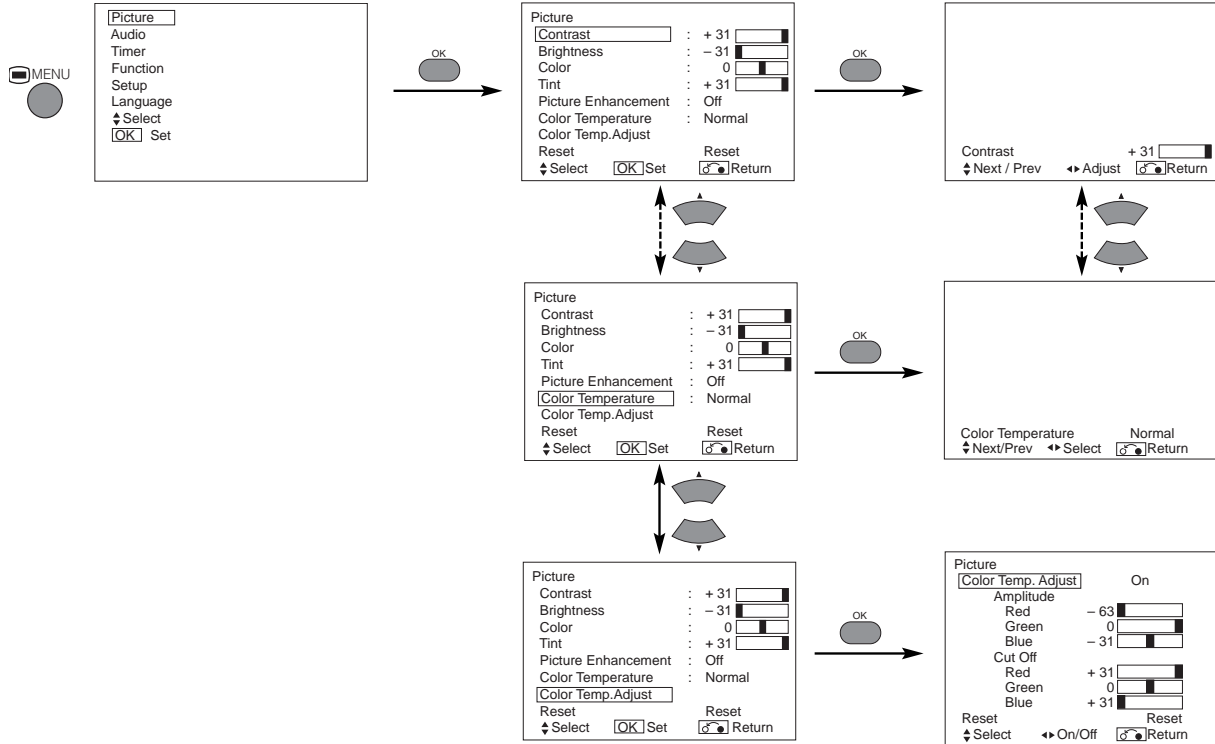 MENU
Picture
Audio
Timer
Function
Setup
Language
Select
OK Set
OK
Picture
Contrast : + 31
Brightness : – 31
Color : 0
Tint : + 31
Picture Enhancement : Off
Color Temperature : Normal
Color Temp.Adjust
Reset Reset
Select OK Set Return
OK
Contrast + 31
Next / Prev Adjust Return
Picture
Contrast : + 31
Brightness : – 31
Color : 0
Tint : + 31
Picture Enhancement : Off
Color Temperature : Normal
Color Temp.Adjust
Reset Reset
Select OK Set Return
OK
Color Temperature Normal
Next/Prev Select Return
Picture
Contrast : + 31
Brightness : – 31
Color : 0
Tint : + 31
Picture Enhancement : Off
Color Temperature : Normal
Color Temp.Adjust
Reset Reset
Select OK Set Return
OK
Picture
Color Temp. Adjust On
Amplitude
Red – 63
Green 0
Blue – 31
Cut Off
Red + 31
Green 0
Blue + 31
Reset Reset
Select On/Off Return